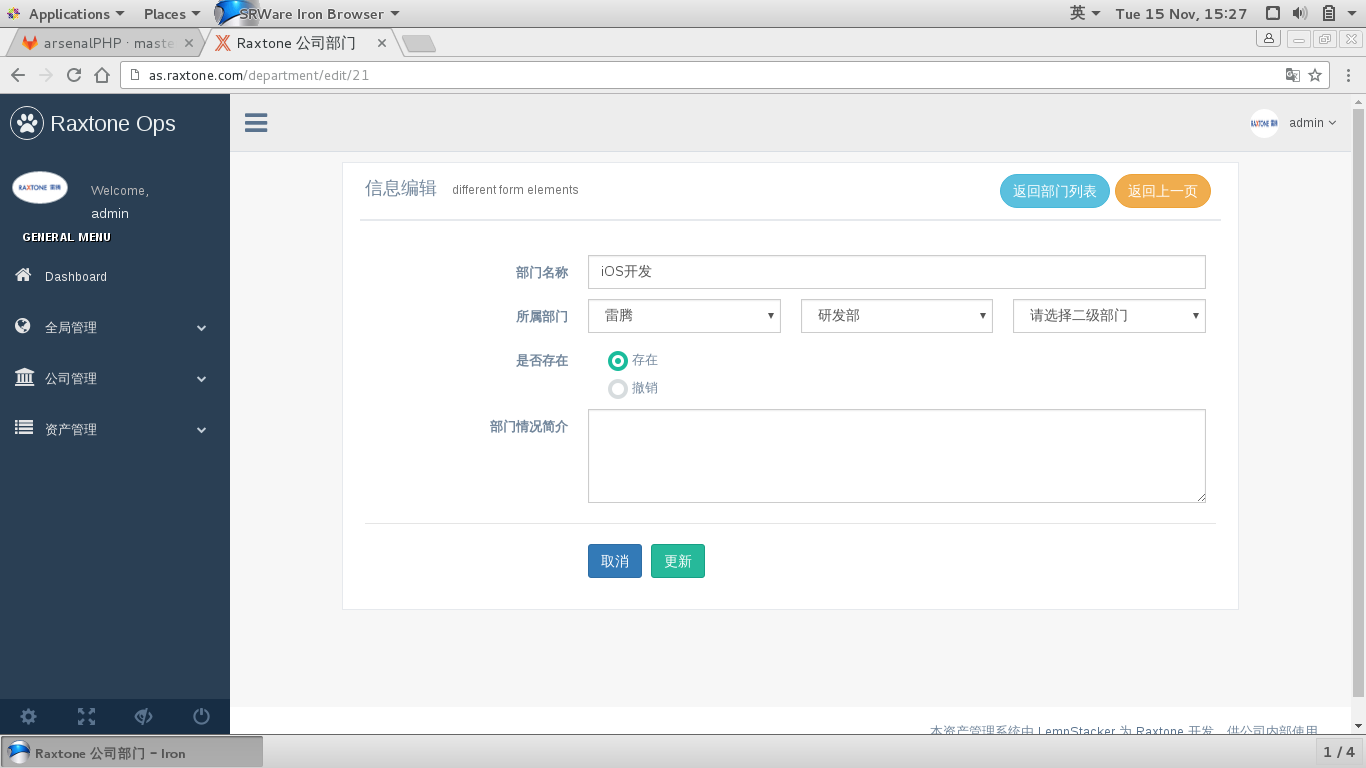 Applications Places SRWare Iron Browser 英 Tue 15 Nov, 15:27
arsenalPHP · maste Raxtone 公司部门
as.raxtone.com/department/edit/21
Raxtone Ops
admin
RAXTONE 雷腾
Welcome,
admin
GENERAL MENU
Dashboard
全局管理
公司管理
资产管理
信息编辑 different form elements 返回部门列表 返回上一页
部门名称 iOS开发
所属部门 雷腾 研发部 请选择二级部门
是否存在 存在
撤销
部门情况简介
取消 更新
本资产管理系统由 LempStacker 为 Raxtone 开发，供公司内部使用
Raxtone 公司部门 - Iron 1 / 4